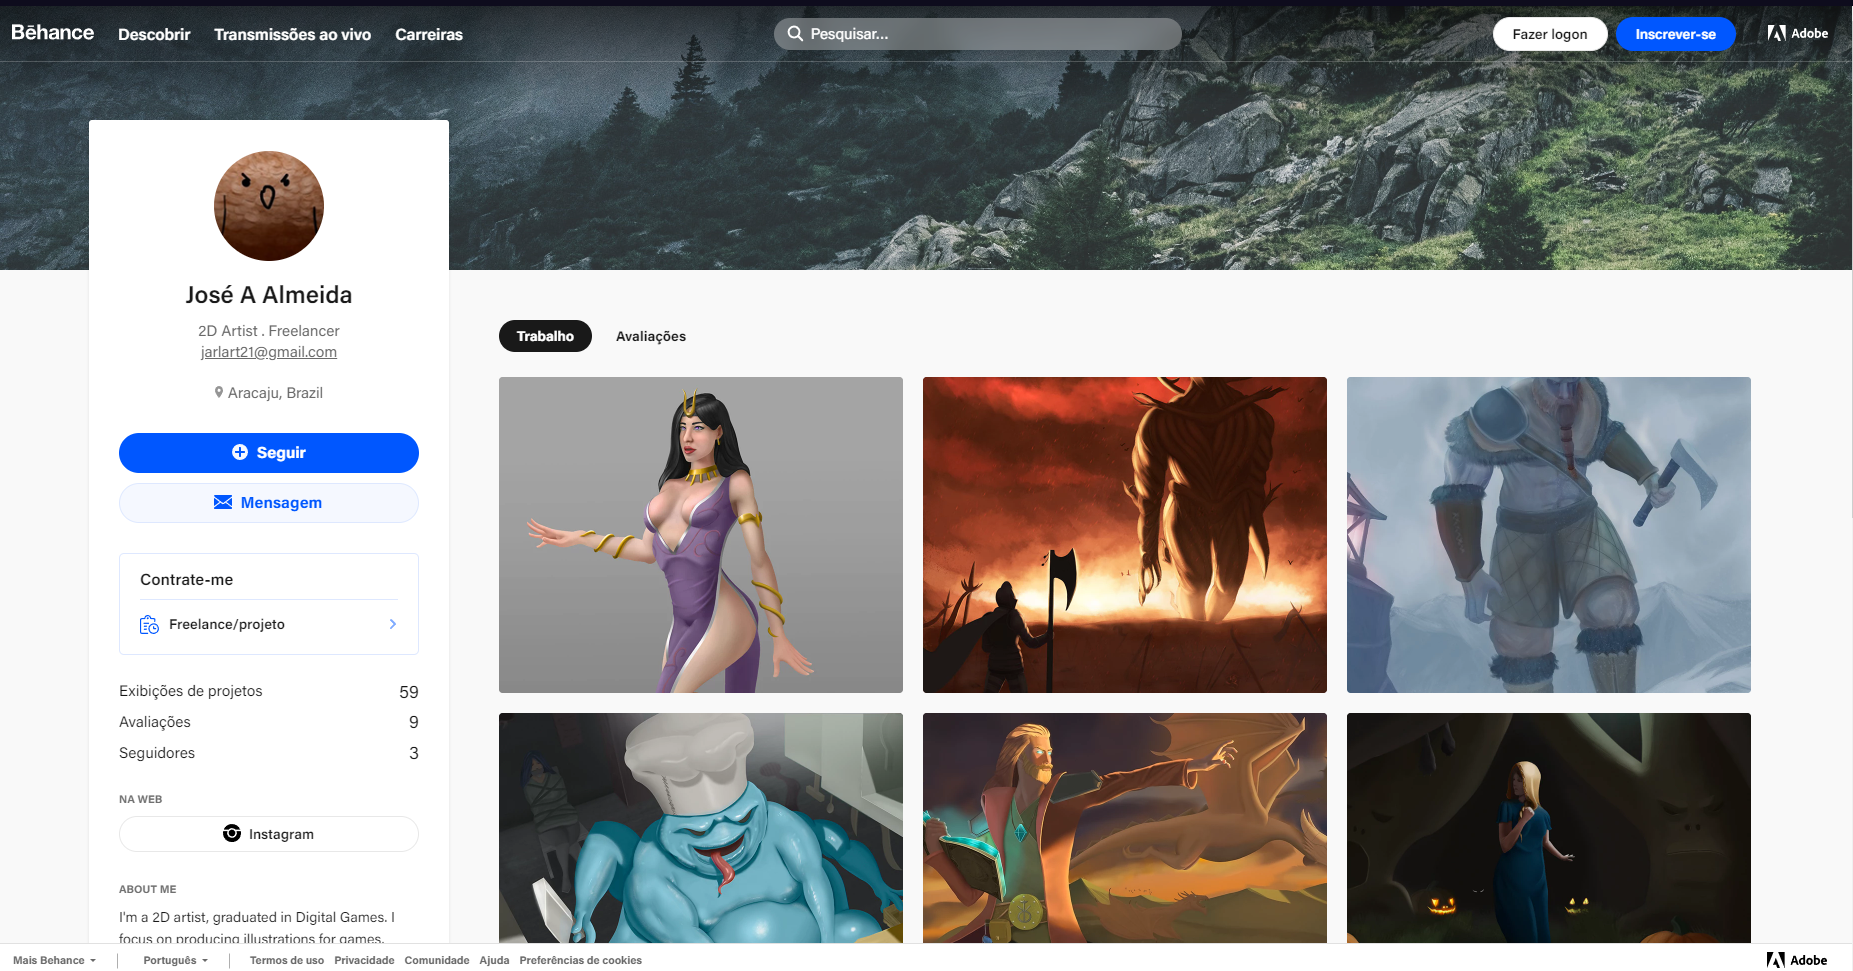 Bēhance
Descobrir
Transmissões ao vivo
Carreiras
Pesquisar...
Fazer logon
Inscrever-se
Adobe
José A Almeida
2D Artist . Freelancer
jarlart21@gmail.com
Aracaju, Brazil
Seguir
Mensagem
Contrate-me
Freelance/projeto
Exibições de projetos 59
Avaliações 9
Seguidores 3
NA WEB
Instagram
ABOUT ME
I'm a 2D artist, graduated in Digital Games. I
focus on producing illustrations for games,
Trabalho
Avaliações
Mais Behance
Português
Termos de uso
Privacidade
Comunidade
Ajuda
Preferências de cookies
Adobe